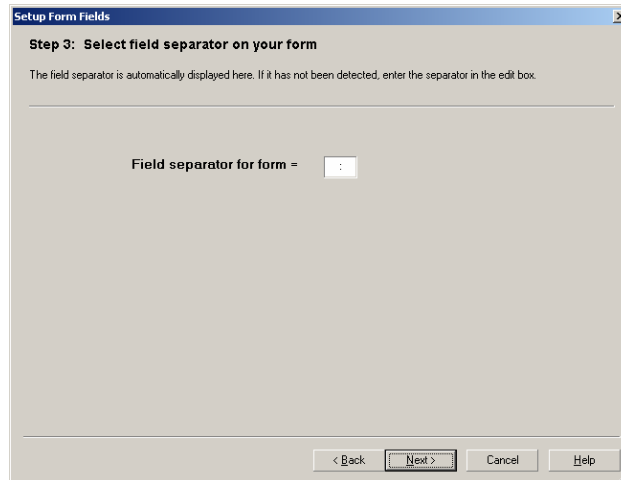 Setup Form Fields
Step 3: Select field separator on your form
The field separator is automatically displayed here. If it has not been detected, enter the separator in the edit box.
Field separator for form = :
< Back Next > Cancel Help